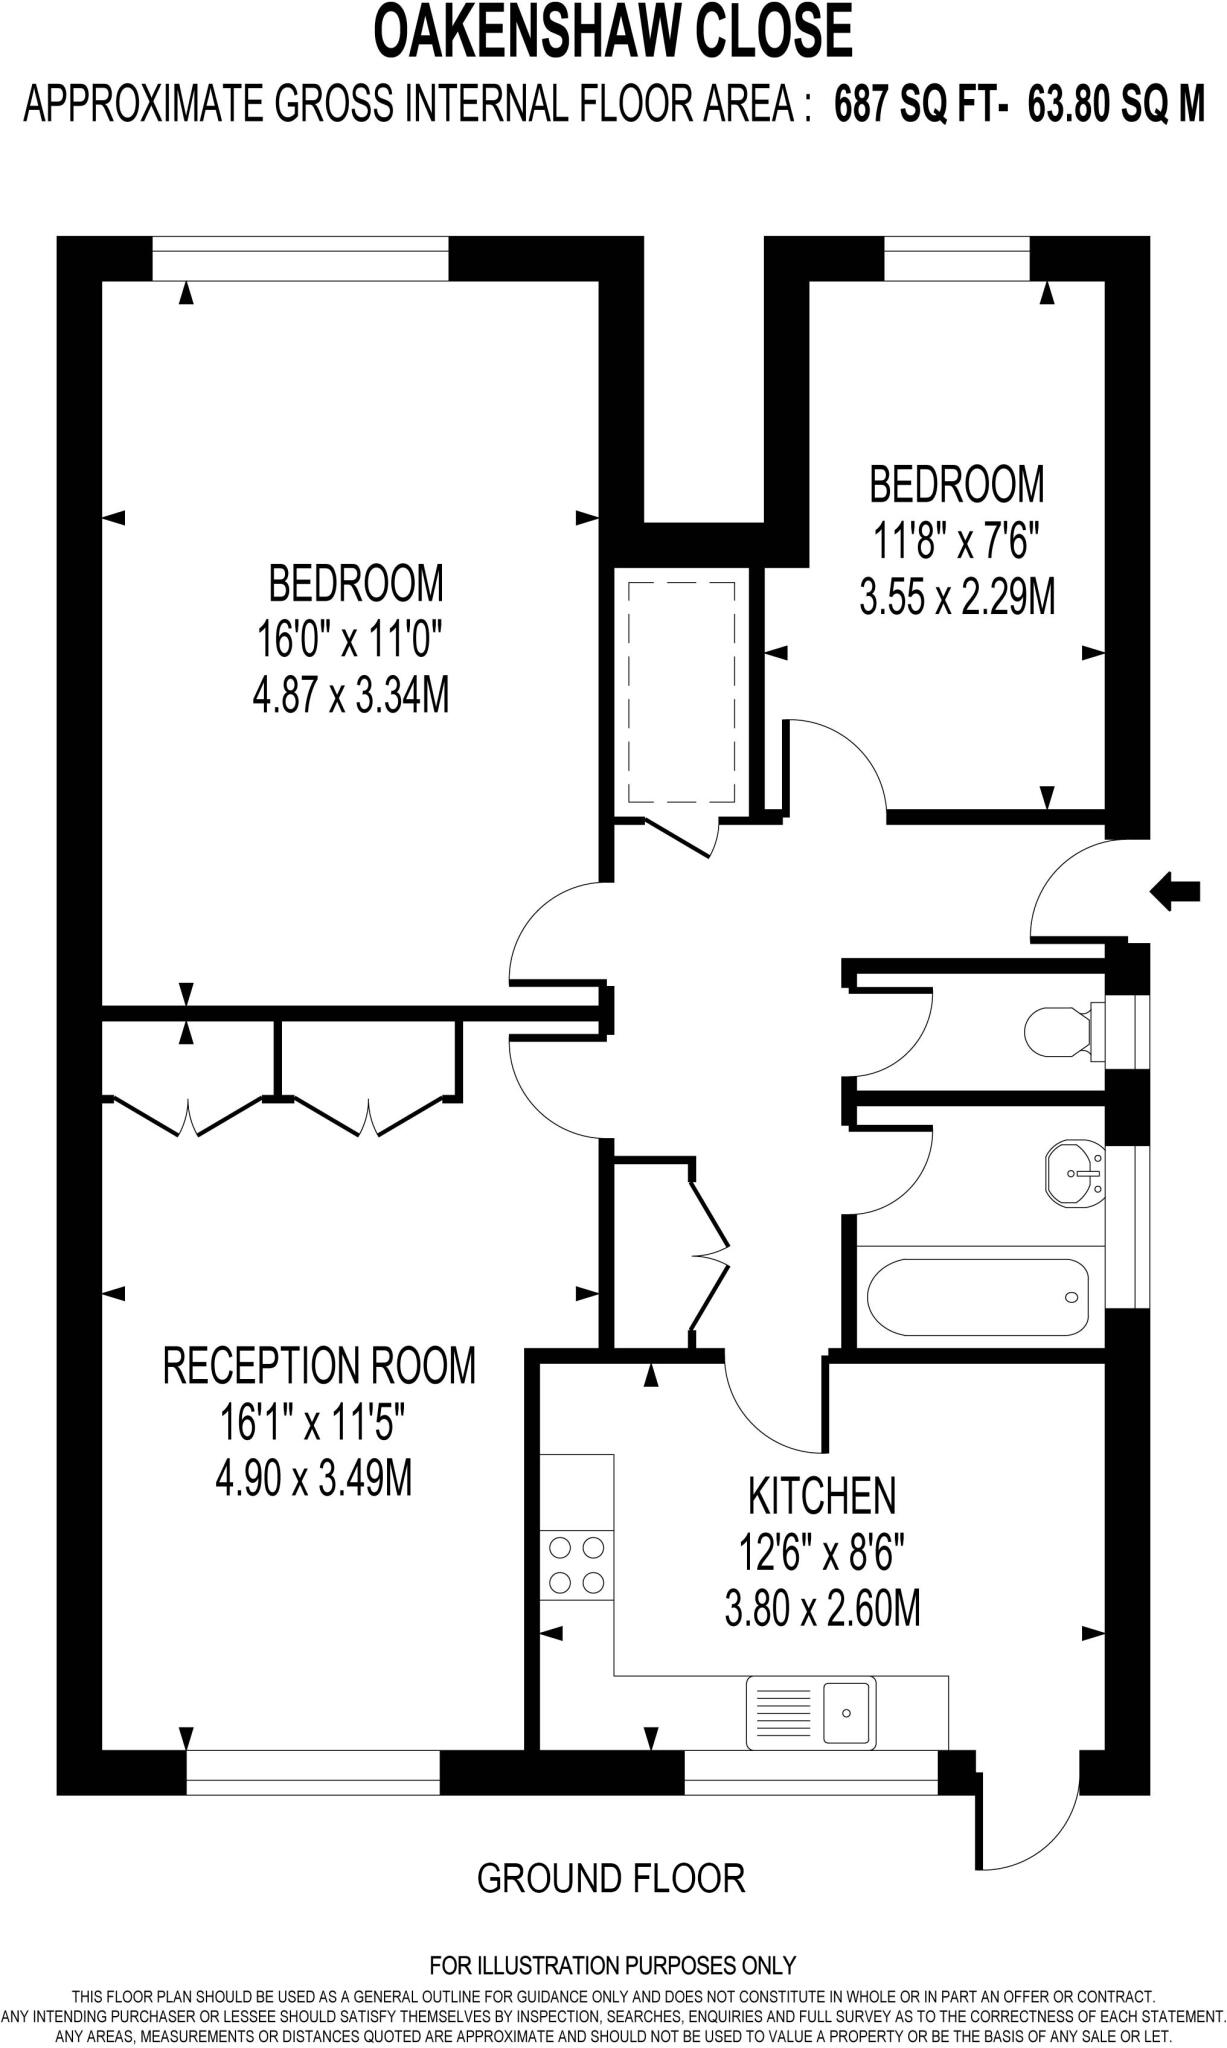 OAKENSHAW CLOSE
APPROXIMATE GROSS INTERNAL FLOOR AREA : 687 SQ FT- 63.80 SQ M
BEDROOM
11'8" x 7'6"
3.55 x 2.29M
BEDROOM
16'0" x 11'0"
4.87 x 3.34M
RECEPTION ROOM
16'1" x 11'5"
4.90 x 3.49M
KITCHEN
12'6" x 8'6"
3.80 x 2.60M
GROUND FLOOR
FOR ILLUSTRATION PURPOSES ONLY
THIS FLOOR PLAN SHOULD BE USED AS A GENERAL OUTLINE FOR GUIDANCE ONLY AND DOES NOT CONSTITUTE IN WHOLE OR IN PART AN OFFER OR CONTRACT.
ANY INTENDING PURCHASER OR LESSEE SHOULD SATISFY THEMSELVES BY INSPECTION, SEARCHES, ENQUIRIES AND FULL SURVEY AS TO THE CORRECTNESS OF EACH STATEMENT.
ANY AREAS, MEASUREMENTS OR DISTANCES QUOTED ARE APPROXIMATE AND SHOULD NOT BE USED TO VALUE A PROPERTY OR BE THE BASIS OF ANY SALE OR LET.